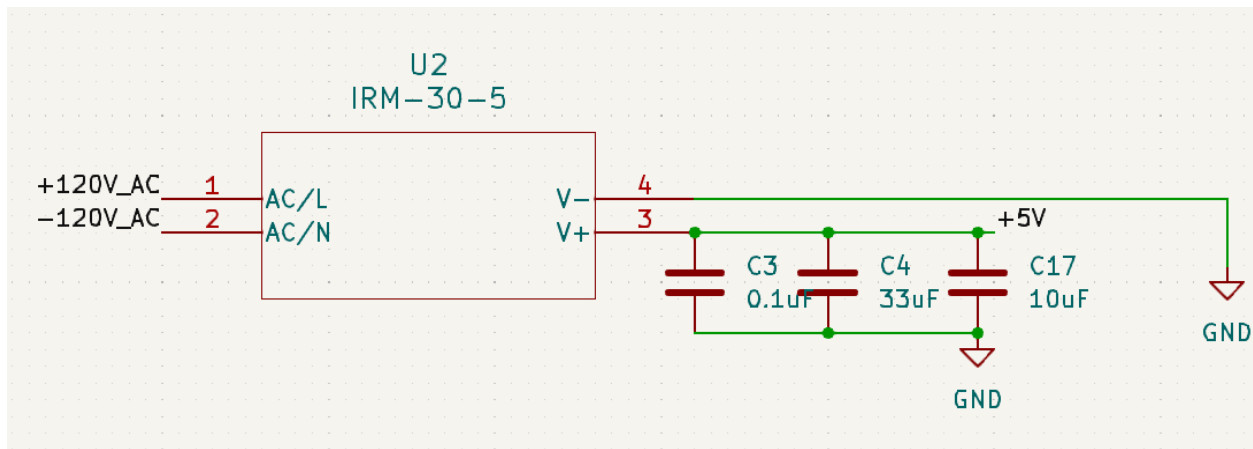 U2
IRM-30-5
+120V_AC 1 AC/L V- 4
-120V_AC 2 AC/N V+ 3 +5V
C3 C4 C17
0.1uF 33uF 10uF
GND
GND